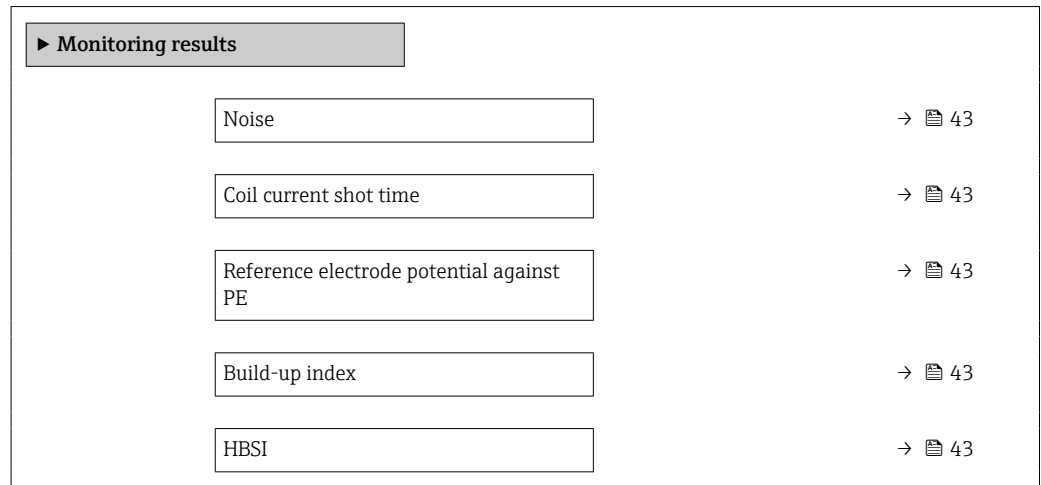 ▶ Monitoring results
Noise → 🖹 43
Coil current shot time → 🖹 43
Reference electrode potential against → 🖹 43
PE
Build-up index → 🖹 43
HBSI → 🖹 43